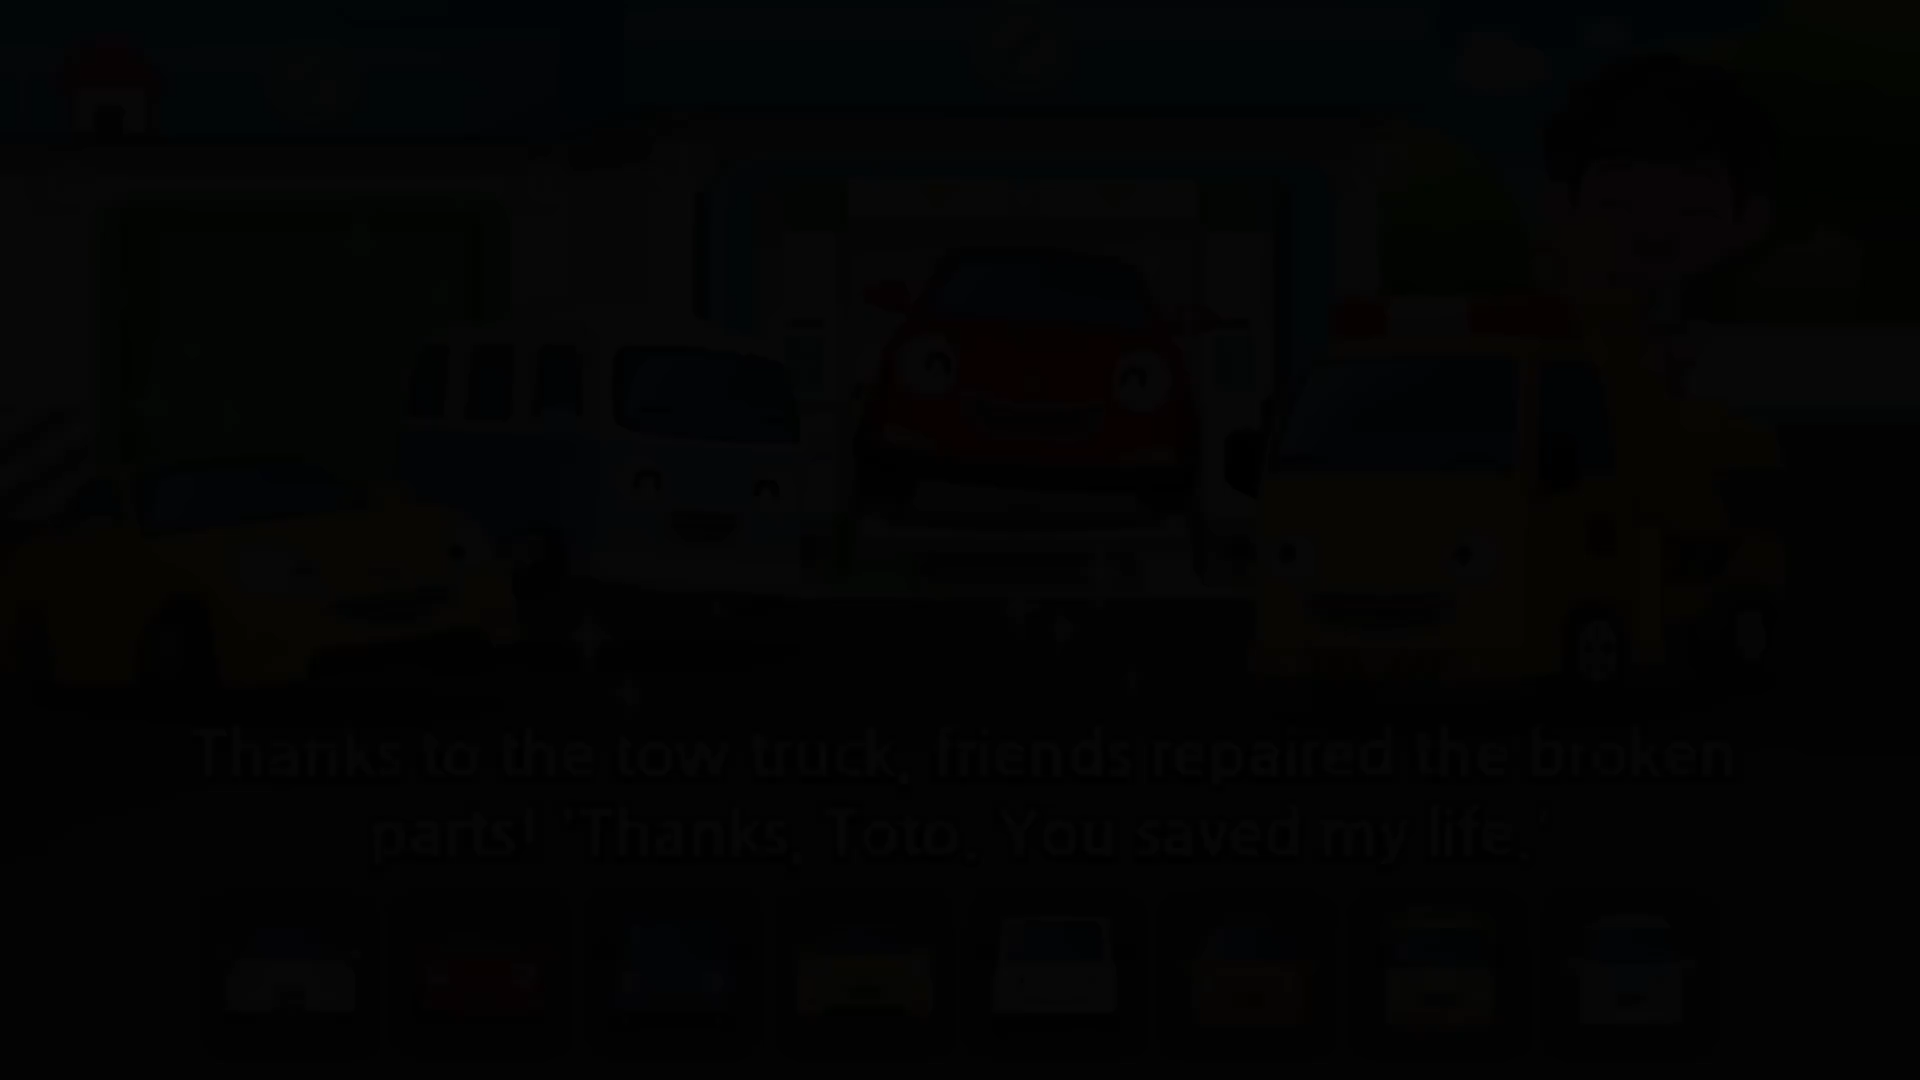 Thanks to the tow truck, friends repaired the broken
parts! 'Thanks, Toto. You saved my life.'